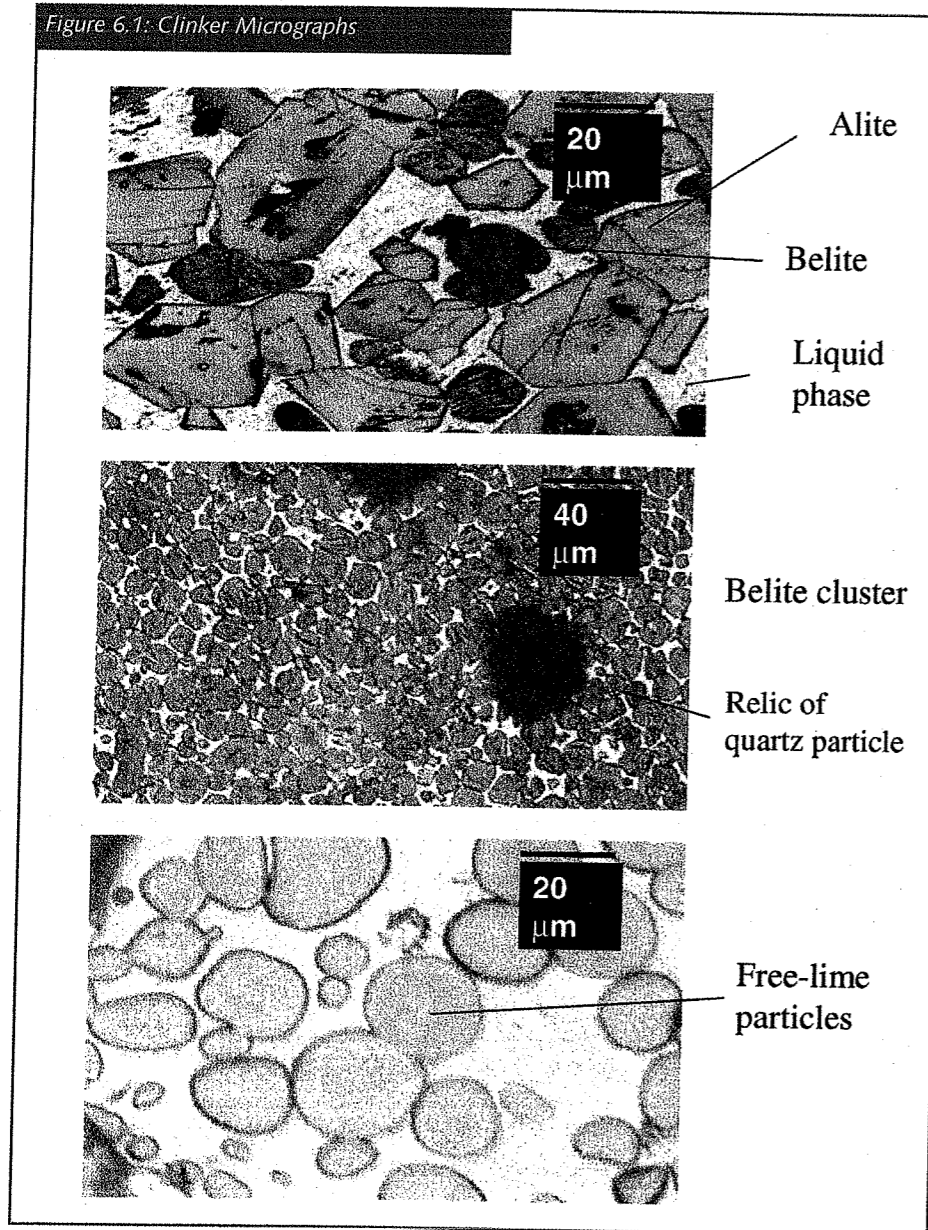 Figure 6.1: Clinker Micrographs
20
μm
Alite
Belite
Liquid
phase
40
μm
Belite cluster
Relic of
quartz particle
20
μm
Free-lime
particles